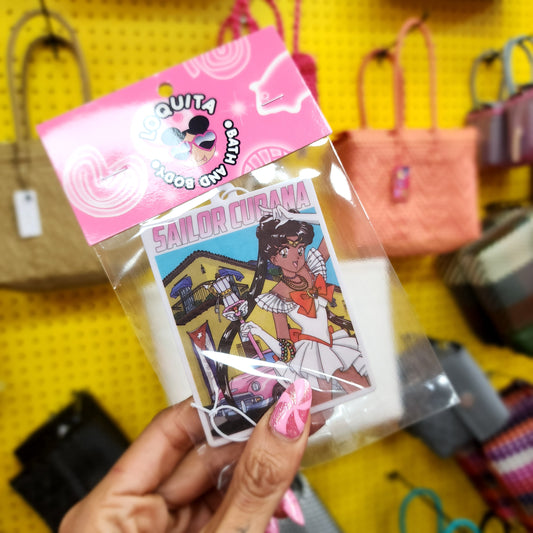 LOQUITA
• BATH AND BODY •
SAILOR CUBANA